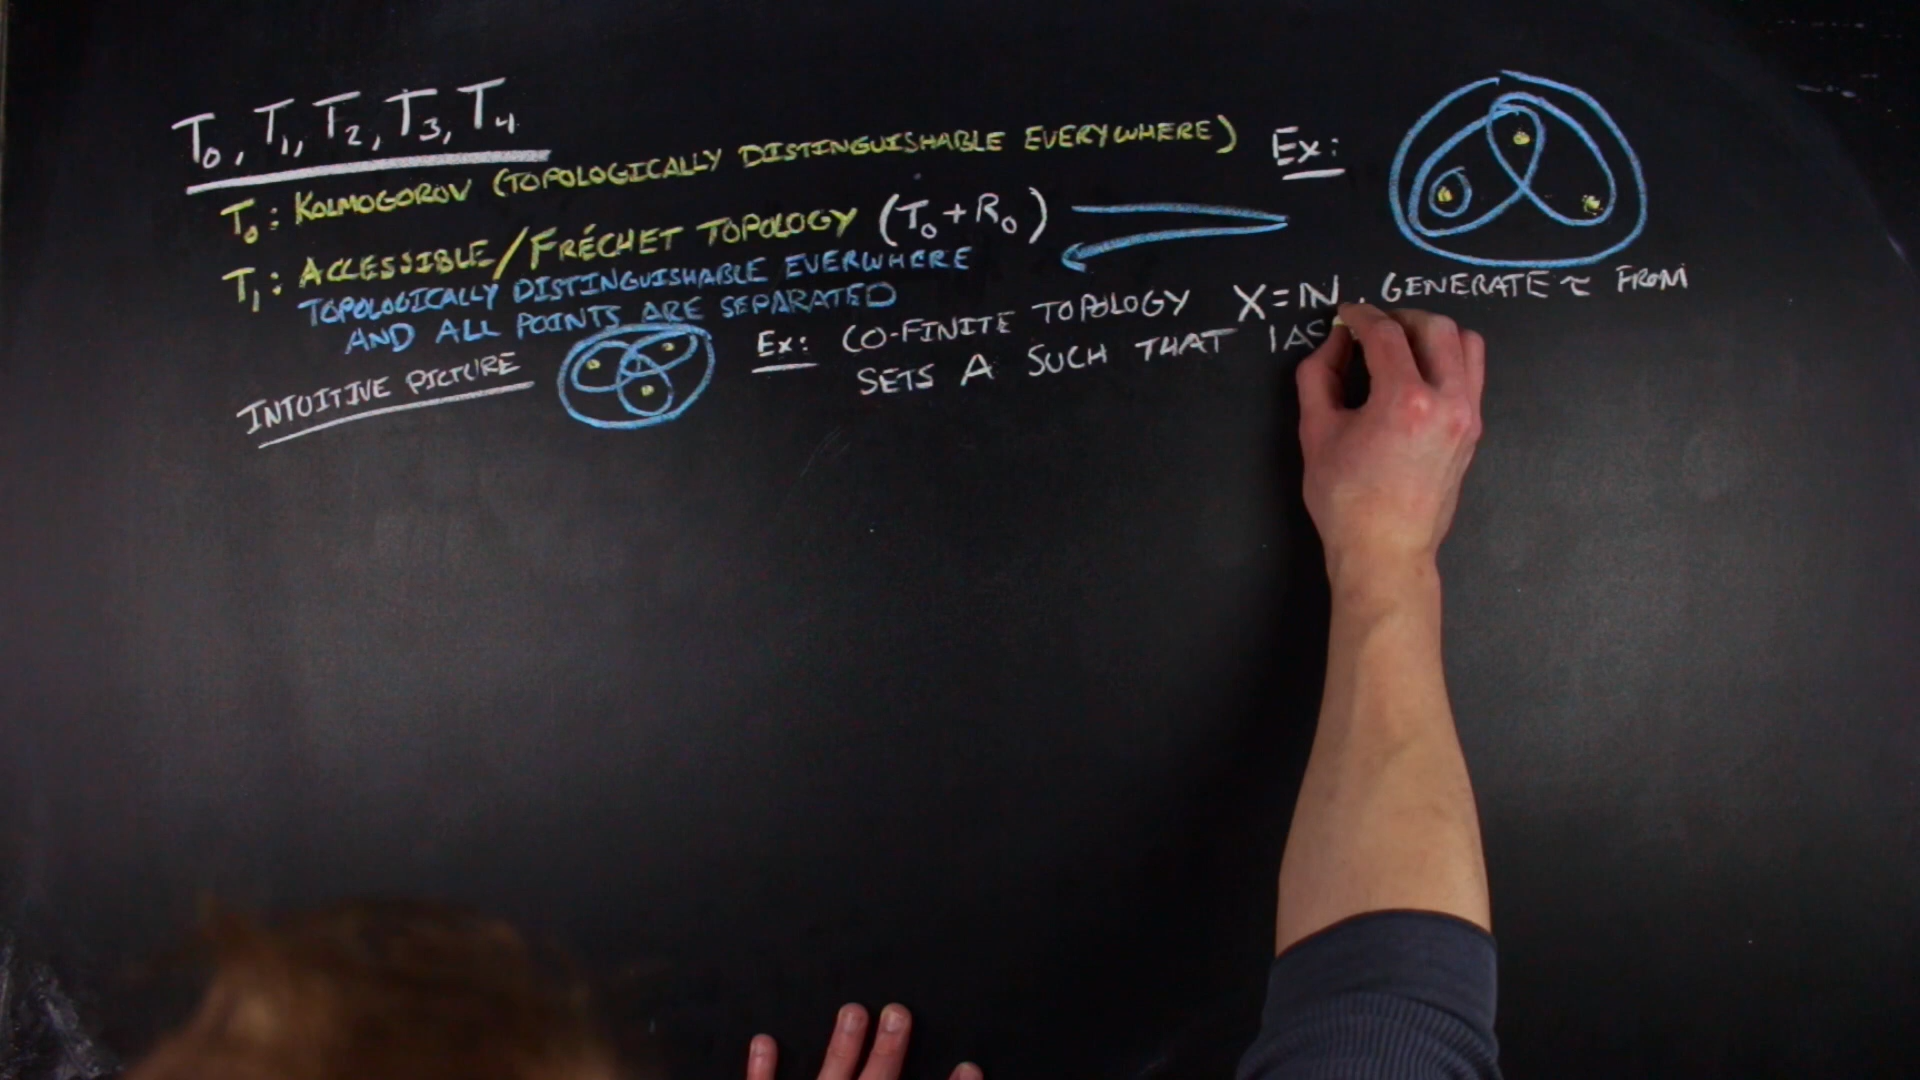 T₀, T₁, T₂, T₃, T₄
T₀: KOLMOGOROV (TOPOLOGICALLY DISTINGUISHABLE EVERYWHERE)
Ex:
T₁: ACCESSIBLE/FRÉCHET TOPOLOGY (T₀ + R₀)
TOPOLOGICALLY DISTINGUISHABLE EVERWHERE
AND ALL POINTS ARE SEPARATED
INTUITIVE PICTURE
Ex: CO-FINITE TOPOLOGY X = ℕ, GENERATE τ FROM
SETS A SUCH THAT |A